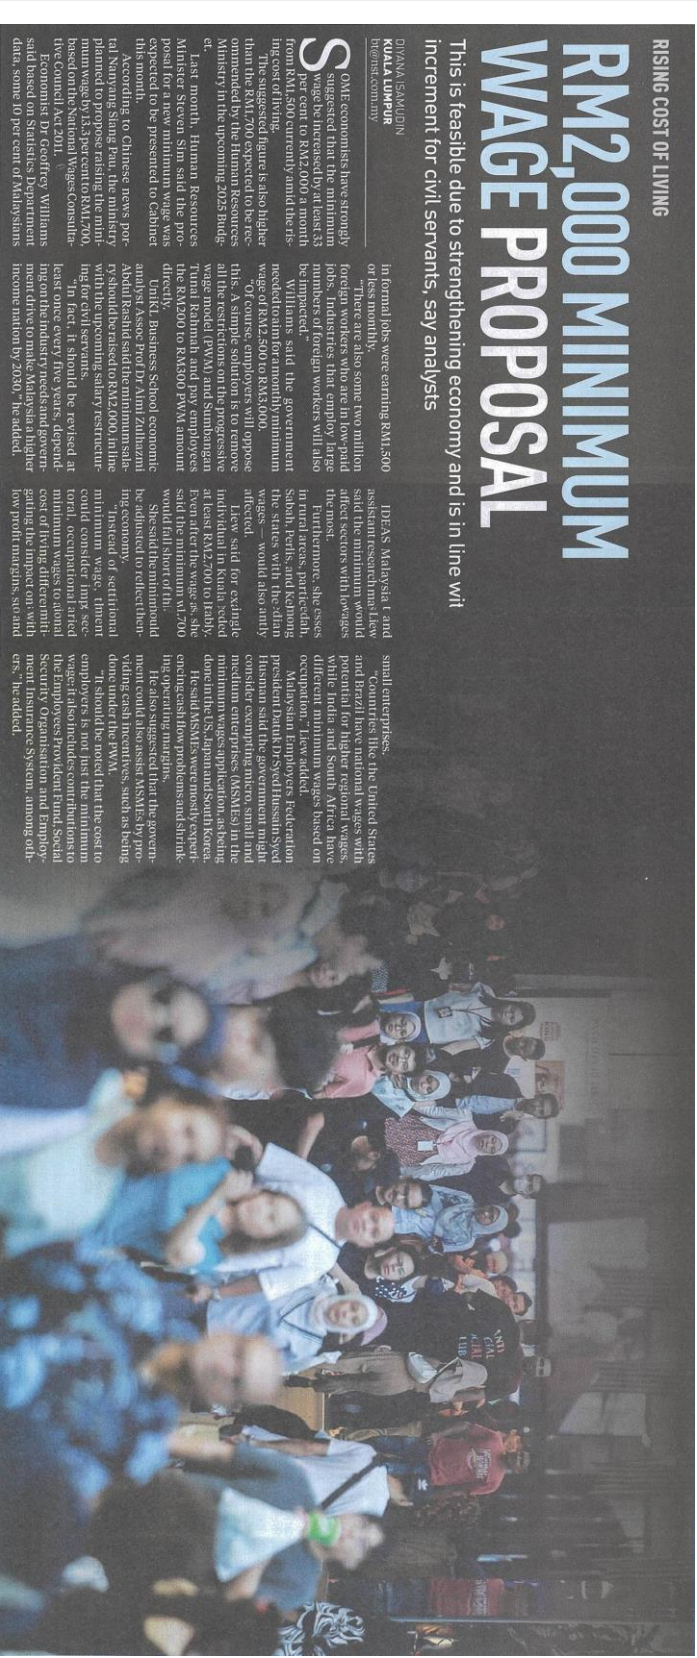 RISING COST OF LIVING
RM2,000 MINIMUM
WAGE PROPOSAL
This is feasible due to strengthening economy and is in line wit
increment for civil servants, say analysts
DIYANA ISAMUDIN
KUALA LUMPUR
bt@nst.com.my
SOME economists have strongly
suggested that the minimum
wage be increased by at least 33
per cent to RM2,000 a month
from RM1,500 currently amid the ris-
ing cost of living.
The suggested figure is also higher
than the RM1,700 expected to be rec-
ommended by the Human Resources
Ministry in the upcoming 2025 Budg-
et.
Last month, Human Resources
Minister Steven Sim said the pro-
posal for a new minimum wage was
expected to be presented to Cabinet
this month.
According to Chinese news por-
tal Nanyang Siang Pau, the ministry
planned to propose raising the mini-
mum wage by 13.3 per cent to RM1,700,
based on the National Wages Consulta-
tive Council Act 2011.
Economist Dr Geoffrey Williams
said based on Statistics Department
data, some 10 per cent of Malaysians
in formal jobs were earning RM1,500
or less monthly.
"There are also some two million
foreign workers who are in low-paid
jobs. Industries that employ large
numbers of foreign workers will also
be impacted."
Williams said the government
needed to aim for a monthly minimum
wage of RM2,500 to RM3,000.
"Of course, employers will oppose
this. A simple solution is to remove
all the restrictions on the progressive
wage model (PWM) and Sumbangan
Tunai Rahmah and pay employees
the RM200 to RM300 PWM amount
directly.
UniKL Business School economic
analyst Assoc Prof Dr Aimi Zulhazmi
Abdul Rashid said the minimum sala-
ry should be raised to RM2,000, in line
with the upcoming salary restructur-
ing for civil servants.
"In fact, it should be revised at
least once every five years, depend-
ing on the industry needs and govern-
ment drive to make Malaysia a higher
income nation by 2030," he added.
IDEAS Malaysia and
assistant research Liew
said the minimum would
affect sectors with wages
the most.
Furthermore, she
in rural areas, particedah,
Sabah, Perlis, and
the states with the
wages — would also
affected.
Liew said for single
individual in Kuala
at least RM2,700 to
Even after the wage she
said the minimum 1,700
would fall short of
She said the minimhould
be adjusted to reflect
ing economy.
"Instead of settional
minimum wage, ment
could consider sec-
toral, occupational
minimum wages to
cost of living differmiti-
gating the impact on with
low profit margins, and
small enterprises.
"Countries like the United States
and Brazil have national wages with
potential for higher regional wages,
while India and South Africa have
different minimum wages based on
occupation," Liew added.
Malaysian Employers Federation
president Datuk Dr Syed Hussain Syed
Husman said the government might
consider exempting micro, small and
medium enterprises (MSMEs) in the
minimum wages application, as being
done in the US, Japan and South Korea.
He said MSMEs were mostly experi-
encing cash flow problems and shrink-
ing operating margins.
He also suggested that the govern-
ment could also assist MSMEs by pro-
viding cash incentives, such as being
done under the PWM.
"It should be noted that the cost to
employers is not just the minimum
wage; it also includes contributions to
the Employees Provident Fund, Social
Security Organisation and Employ-
ment Insurance System, among oth-
ers," he added.